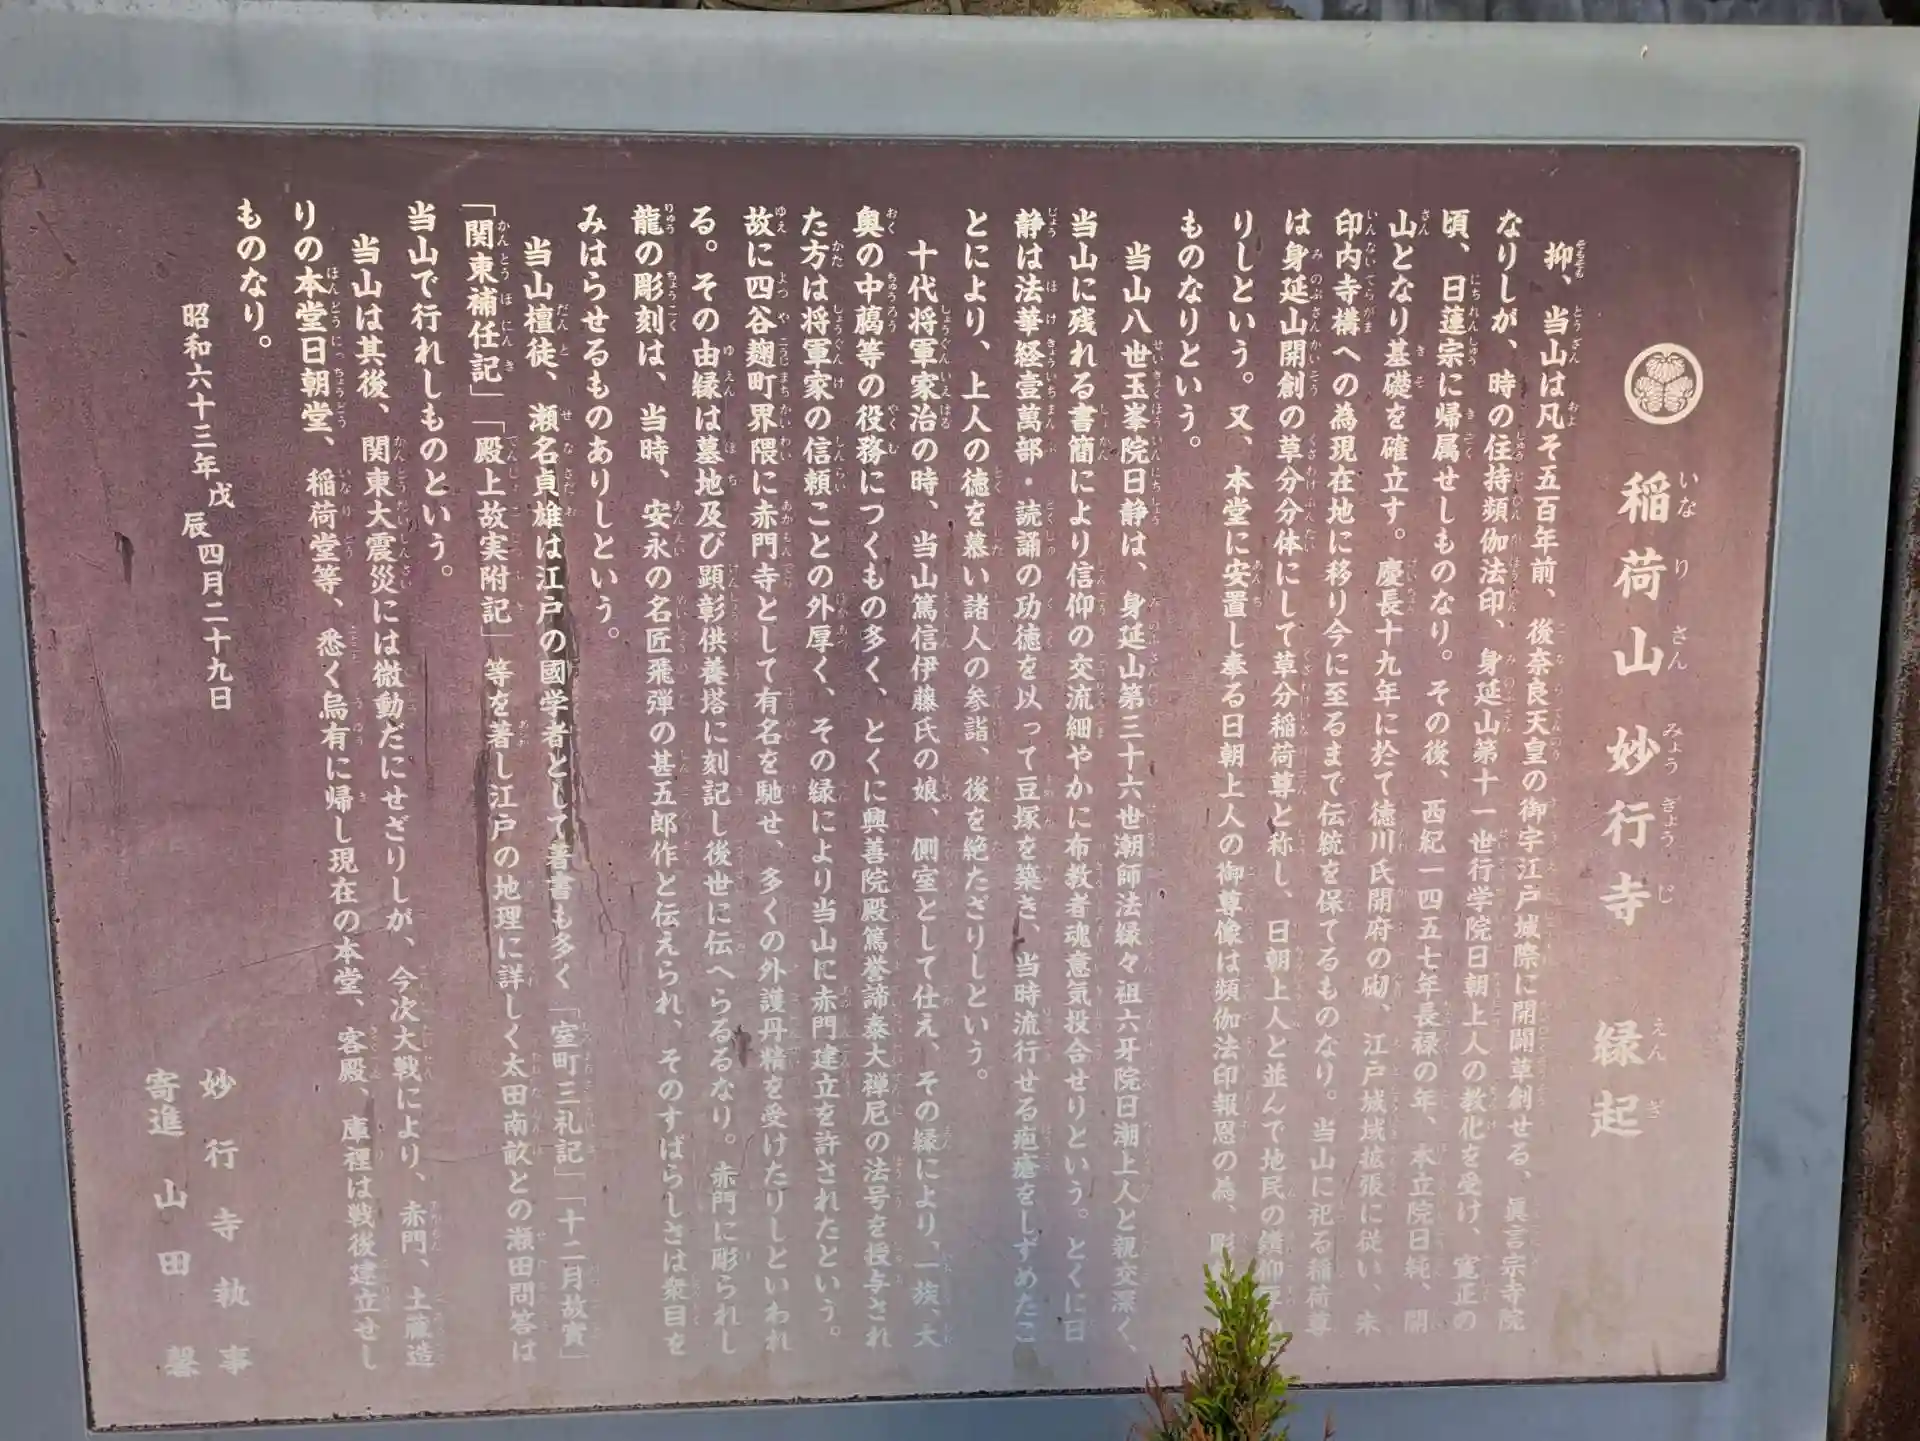 稲荷山妙行寺 縁起
抑、当山は凡そ五百年前、後奈良天皇の御宇江戸城際に開闢草創せる、眞言宗寺院
なりしが、時の住持頻伽法印、身延山第十一世行学院日朝上人の教化を受け、寛正の
頃、日蓮宗に帰属せしものなり。その後、西紀一四五七年長禄の年、本立院日純、開
山となり基礎を確立す。慶長十九年に於て徳川氏開府の砌、江戸城域拡張に従い、朱
印内寺構への為現在地に移り今に至るまで伝統を保てるものなり。当山に祀る稲荷尊
は身延山開創の草分分体にして草分稲荷尊と称し、日朝上人と並んで地民の鑚仰
りしという。又、本堂に安置し奉る日朝上人の御尊像は頻伽法印報恩の為、
ものなりという。
当山八世玉峯院日静は、身延山第三十六世潮師法縁々祖六牙院日潮上人と親交深く、
当山に残れる書簡により信仰の交流細やかに布教者魂意気投合せりという。とくに日
静は法華経壹萬部・読誦の功徳を以って豆塚を築き、当時流行せる疱瘡をしずめたこ
とにより、上人の徳を慕い諸人の参詣、後を絶たざりしという。
十代将軍家治の時、当山篤信伊藤氏の娘、側室として仕え、その縁により、一族、大
奥の中﨟等の役務につくもの多く、とくに興善院殿篤誉諦泰大禅尼の法号を授与され
た方は将軍家の信頼ことの外厚く、その縁により当山に赤門建立を許されたという。
故に四谷麹町界隈に赤門寺として有名を馳せ、多くの外護丹精を受けたりしといわれ
る。その由縁は墓地及び顕彰供養塔に刻記し後世に伝へらるるなり。赤門に彫られし
龍の彫刻は、当時、安永の名匠飛弾の甚五郎作と伝えられ、そのすばらしさは衆目を
みはらせるものありしという。
当山檀徒、瀬名貞雄は江戸の國学者として著書も多く「室町三礼記」「十二月故實」
「関東補任記」「殿上故実附記」等を著し江戸の地理に詳しく太田南畝との瀬田問答は
当山で行れしものという。
当山は其後、関東大震災には微動だにせざりしが、今次大戦により、赤門、土蔵造
りの本堂日朝堂、稲荷堂等、悉く烏有に帰し現在の本堂、客殿、庫裡は戦後建立せし
ものなり。
昭和六十三年戊辰四月二十九日
妙行寺執事
寄進 山田馨